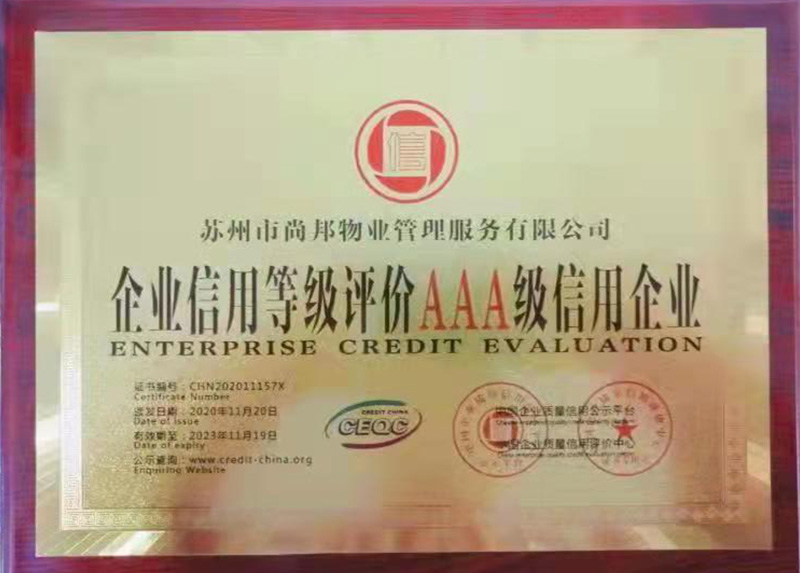 信
苏州市尚邦物业管理服务有限公司
企业信用等级评价AAA级信用企业
ENTERPRISE CREDIT EVALUATION
证书编号：CHN202011157X
Certificate Number
颁发日期：2020年11月20日
Date of issue
有效期至：2023年11月19日
Date of expiry
公示查询：www.credit-china.org
Enquiring Website
CREDIT CHINA
CEQC
中国企业质量信用公示平台
中国企业质量信用评价中心